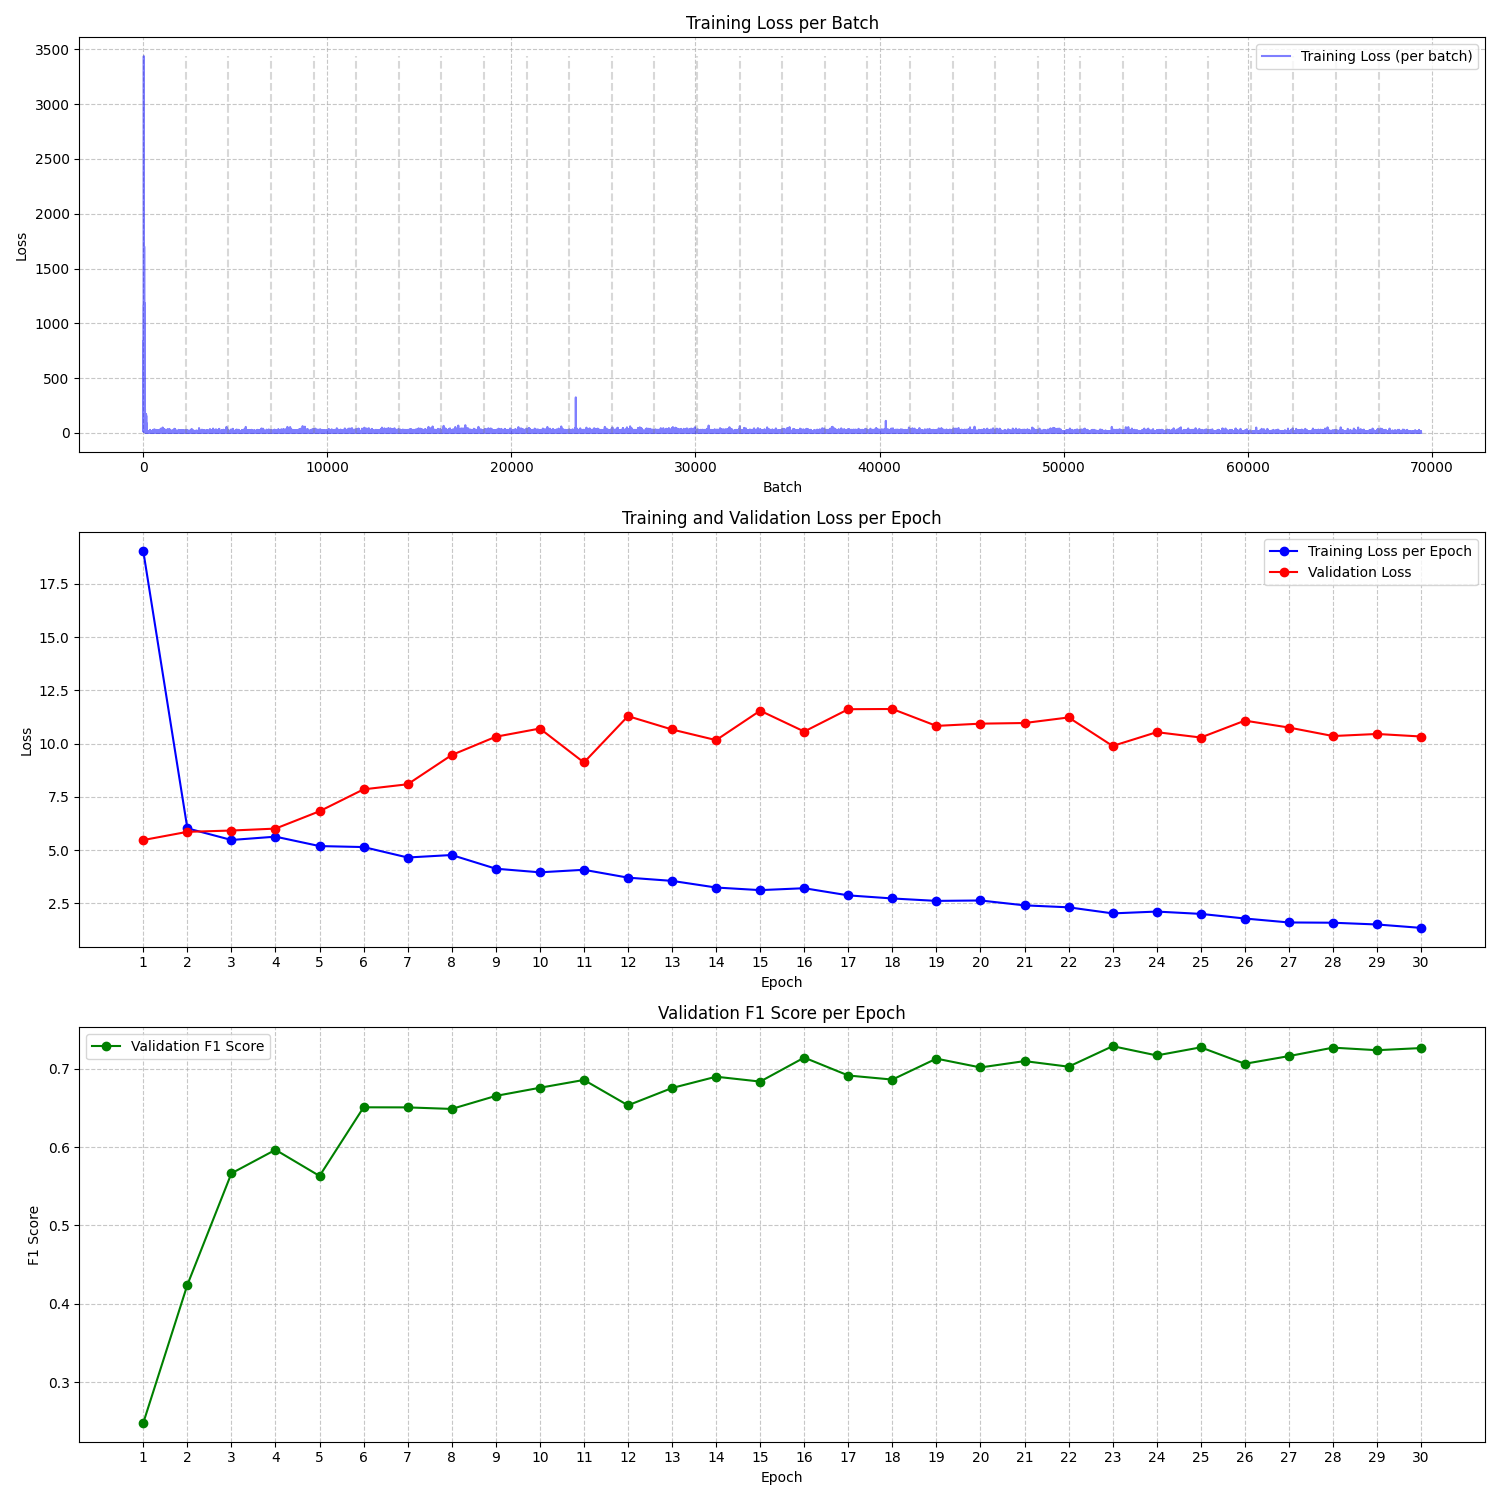 Training Loss per Batch
Training Loss (per batch)
Loss
3500
3000
2500
2000
1500
1000
500
0
0 10000 20000 30000 40000 50000 60000 70000
Batch
Training and Validation Loss per Epoch
Training Loss per Epoch
Validation Loss
Loss
17.5
15.0
12.5
10.0
7.5
5.0
2.5
1 2 3 4 5 6 7 8 9 10 11 12 13 14 15 16 17 18 19 20 21 22 23 24 25 26 27 28 29 30
Epoch
Validation F1 Score per Epoch
Validation F1 Score
F1 Score
0.7
0.6
0.5
0.4
0.3
1 2 3 4 5 6 7 8 9 10 11 12 13 14 15 16 17 18 19 20 21 22 23 24 25 26 27 28 29 30
Epoch